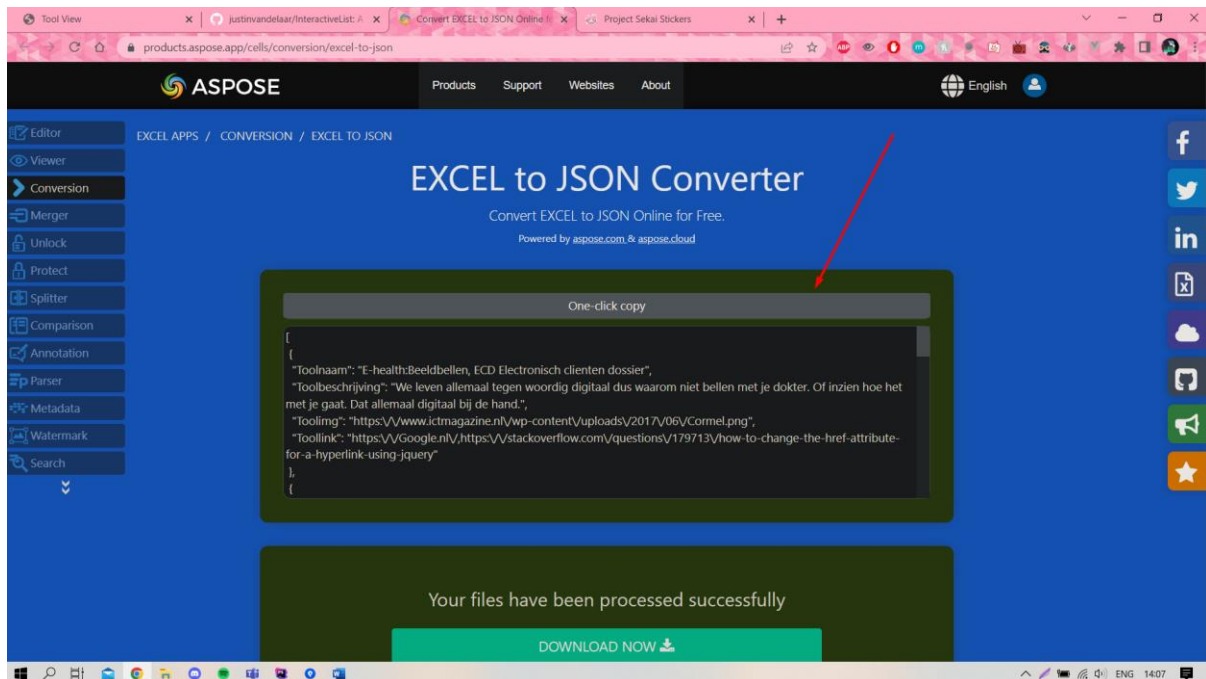 Tool View
justinvandelaar/InteractiveList: A
Convert EXCEL to JSON Online f
Project Sekai Stickers
products.aspose.app/cells/conversion/excel-to-json
ASPOSE
Products Support Websites About
English
Editor
Viewer
Conversion
Merger
Unlock
Protect
Splitter
Comparison
Annotation
Parser
Metadata
Watermark
Search
EXCEL APPS / CONVERSION / EXCEL TO JSON
EXCEL to JSON Converter
Convert EXCEL to JSON Online for Free.
Powered by aspose.com & aspose.cloud
One-click copy
[
{
"Toolnaam": "E-health:Beeldbellen, ECD Electronisch clienten dossier",
"Toolbeschrijving": "We leven allemaal tegen woordig digitaal dus waarom niet bellen met je dokter. Of inzien hoe het
met je gaat. Dat allemaal digitaal bij de hand.",
"Toolimg": "https:\/\/www.ictmagazine.nl\/wp-content\/uploads\/2017\/06\/Cormel.png",
"Toollink": "https:\/\/Google.nl\/,https:\/\/stackoverflow.com\/questions\/179713\/how-to-change-the-href-attribute-
for-a-hyperlink-using-jquery"
},
{
Your files have been processed successfully
DOWNLOAD NOW
ENG 14:07